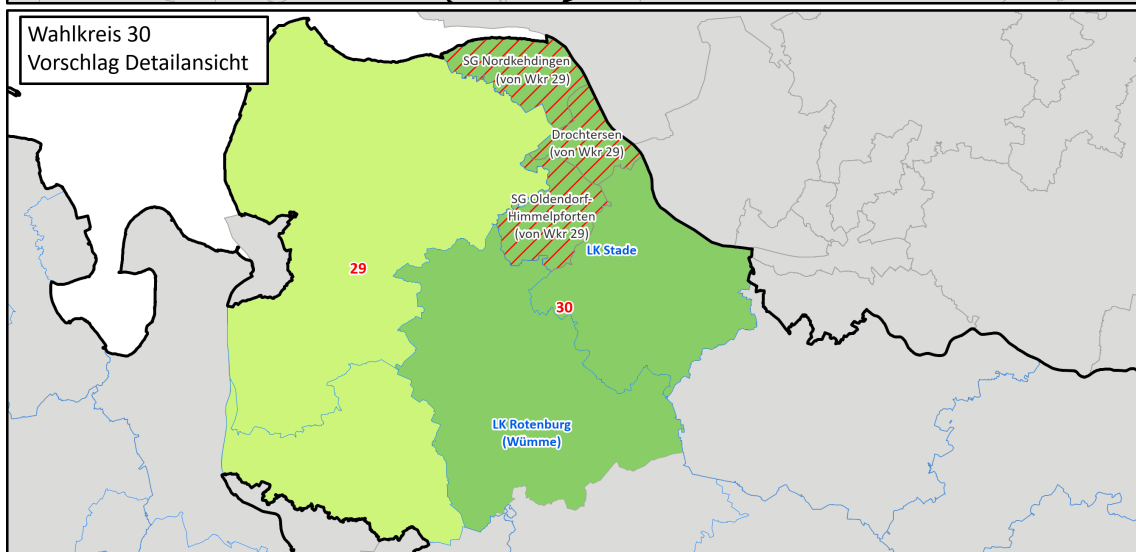 Wahlkreis 30
Vorschlag Detailansicht
SG Nordkehdingen
(von Wkr 29)
Drochtersen
(von Wkr 29)
SG Oldendorf-
Himmelpforten
(von Wkr 29)
LK Stade
29
30
LK Rotenburg
(Wümme)